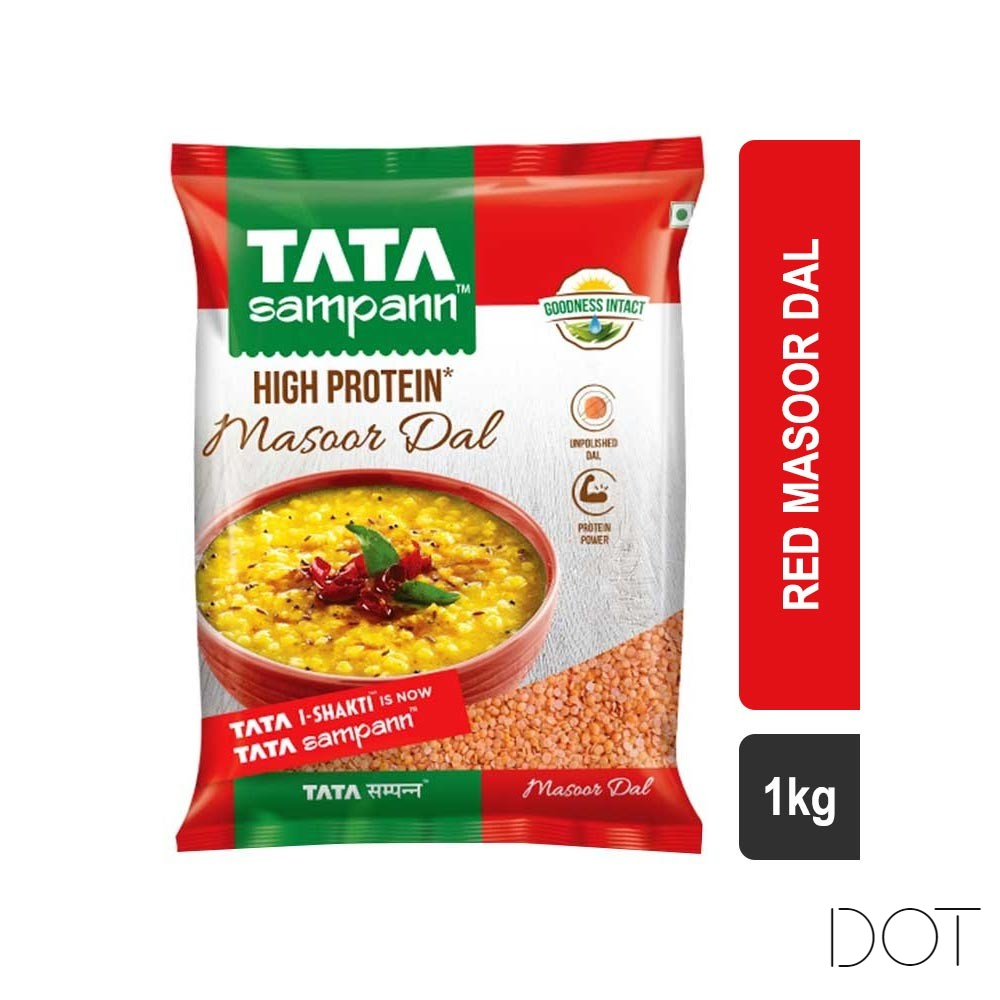 TATA
sampann™
HIGH PROTEIN*
Masoor Dal
GOODNESS INTACT
UNPOLISHED
DAL
PROTEIN
POWER
TATA I-SHAKTI™ IS NOW
TATA sampann™
TATA सम्पन्न™
Masoor Dal
RED MASOOR DAL
1kg
DOT